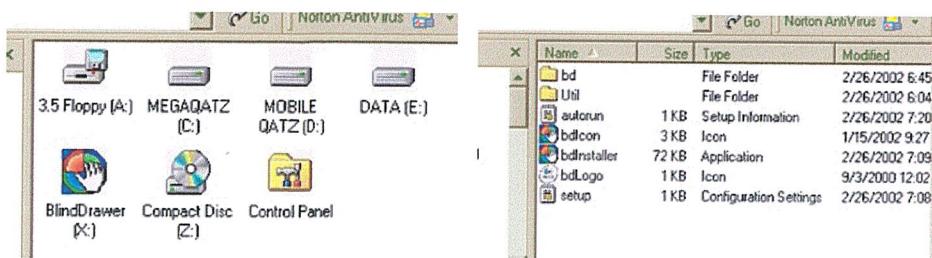 Go Norton AntiVirus
3.5 Floppy (A:) MEGAQATZ (C:) MOBILE QATZ (D:) DATA (E:)
BlindDrawer (X:) Compact Disc (Z:) Control Panel
Go Norton AntiVirus
Name Size Type Modified
bd File Folder 2/26/2002 6:45
Util File Folder 2/26/2002 6:04
autorun 1 KB Setup Information 2/26/2002 7:20
bdIcon 3 KB Icon 1/15/2002 9:27
bdInstaller 72 KB Application 2/26/2002 7:09
bdLogo 1 KB Icon 9/3/2000 12:02
setup 1 KB Configuration Settings 2/26/2002 7:08